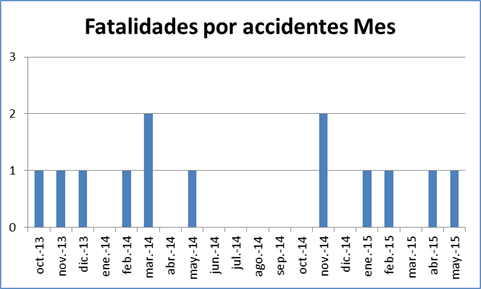 Fatalidades por accidentes Mes
3
2
1
0
oct.-13
nov.-13
dic.-13
ene.-14
feb.-14
mar.-14
abr.-14
may.-14
jun.-14
jul.-14
ago.-14
sep.-14
oct.-14
nov.-14
dic.-14
ene.-15
feb.-15
mar.-15
abr.-15
may.-15